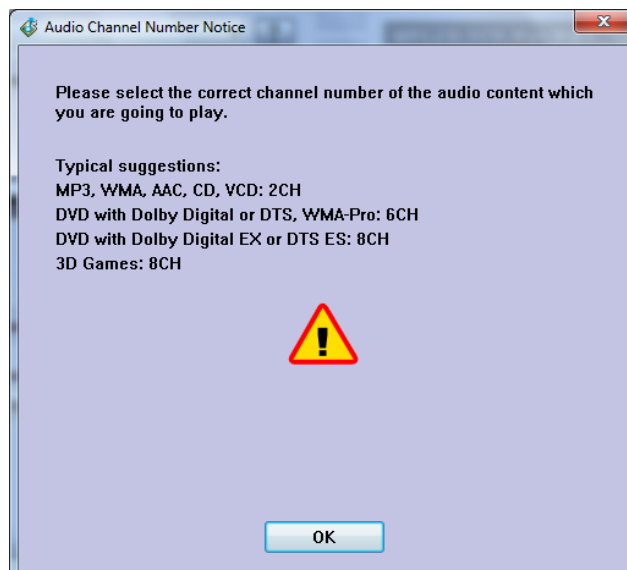 Audio Channel Number Notice
Please select the correct channel number of the audio content which
you are going to play.
Typical suggestions:
MP3, WMA, AAC, CD, VCD: 2CH
DVD with Dolby Digital or DTS, WMA-Pro: 6CH
DVD with Dolby Digital EX or DTS ES: 8CH
3D Games: 8CH
!
OK